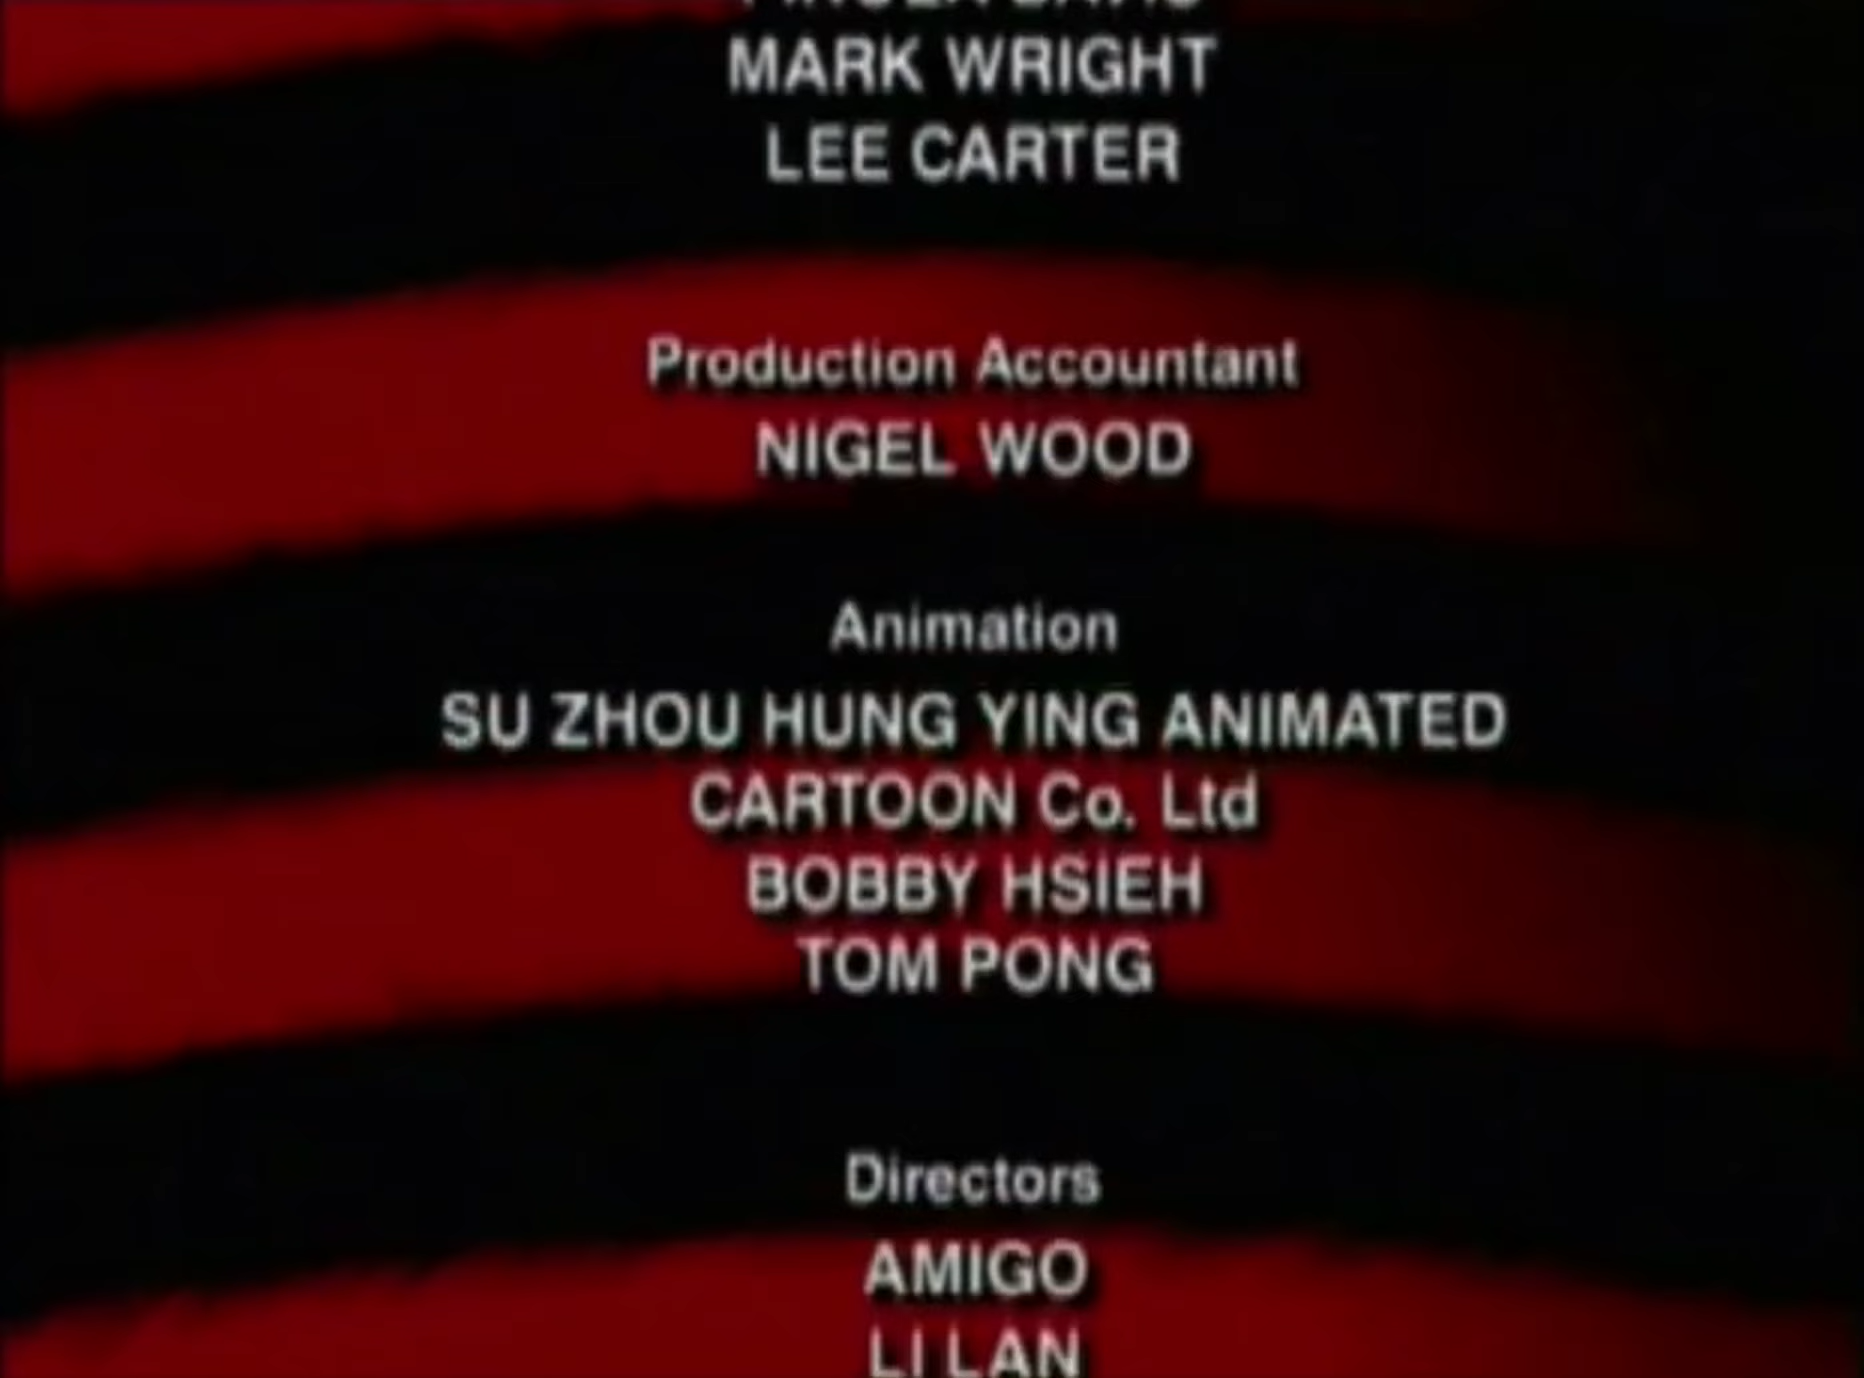 MARK WRIGHT
LEE CARTER
Production Accountant
NIGEL WOOD
Animation
SU ZHOU HUNG YING ANIMATED
CARTOON Co. Ltd
BOBBY HSIEH
TOM PONG
Directors
AMIGO
LI LAN